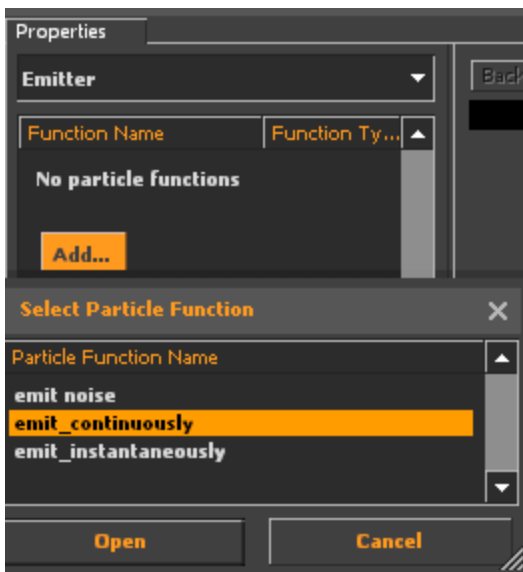 Properties
Emitter
Back
Function Name Function Ty...
No particle functions
Add...
Select Particle Function
Particle Function Name
emit noise
emit_continuously
emit_instantaneously
Open Cancel